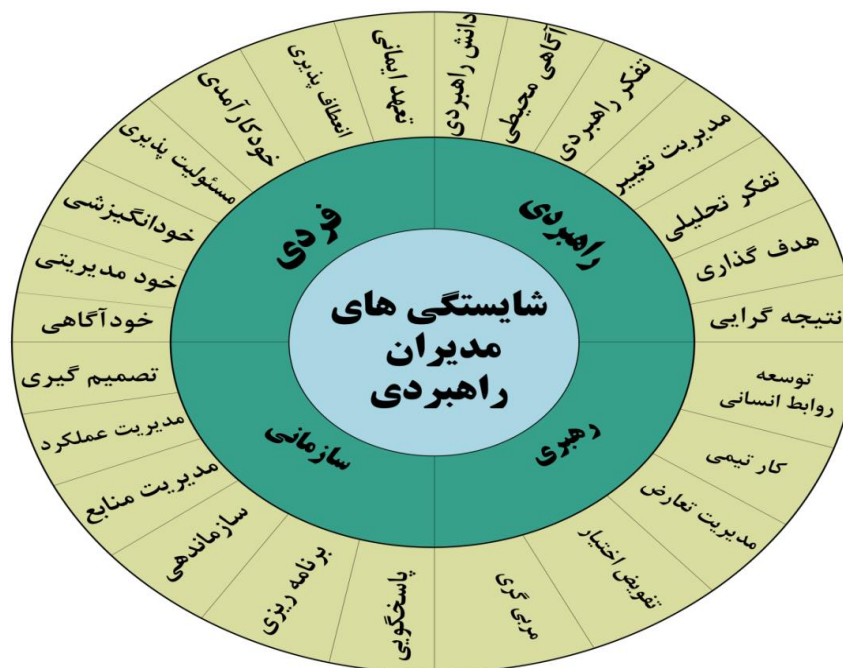 شایستگی های
مدیران
راهبردی
راهبردی
دانش راهبردی
آگاهی محیطی
تفکر راهبردی
مدیریت تغییر
تفکر تحلیلی
هدف گذاری
نتیجه گرایی
رهبری
توسعه
روابط انسانی
کار تیمی
مدیریت تعارض
تفویض اختیار
مربی گری
سازمانی
پاسخگویی
برنامه ریزی
سازماندهی
مدیریت منابع
مدیریت عملکرد
تصمیم گیری
فردی
خودآگاهی
خود مدیریتی
خودانگیزشی
مسئولیت پذیری
خودکارآمدی
انعطاف پذیری
تعهد ایمانی